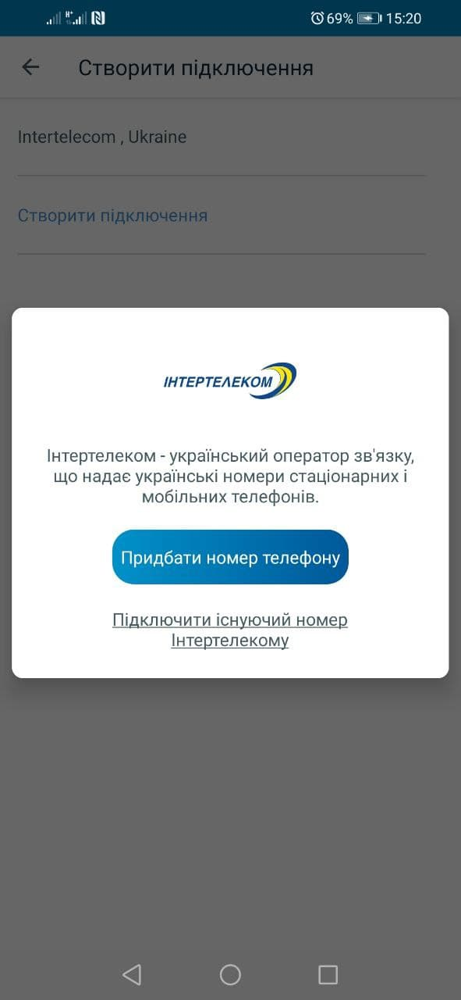 H+ 69% 15:20
Створити підключення
Intertelecom , Ukraine
Створити підключення
ІНТЕРТЕЛЕКОМ
Інтертелеком - український оператор зв'язку,
що надає українські номери стаціонарних і
мобільних телефонів.
Придбати номер телефону
Підключити існуючий номер
Інтертелекому